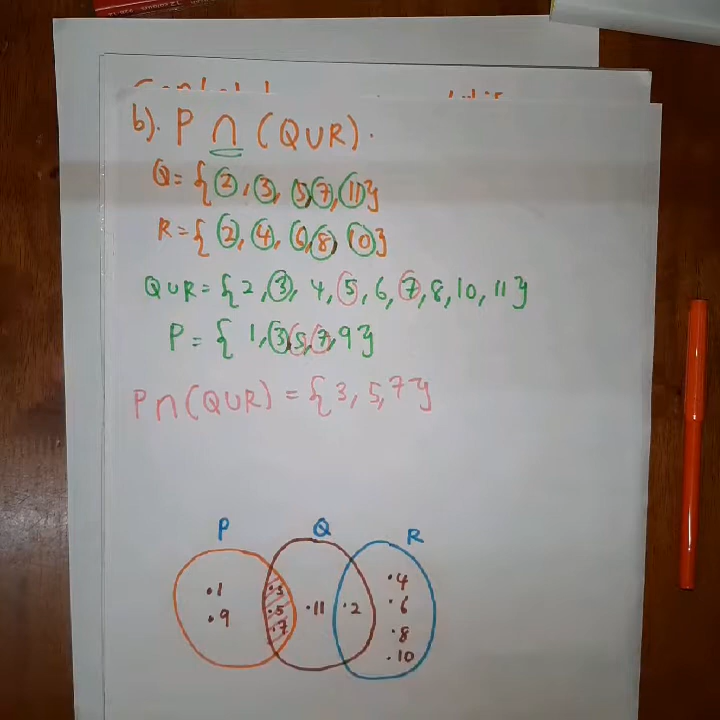 b). P ∩ (Q∪R).
Q = {2, 3, 5, 7, 11}
R = {2, 4, 6, 8, 10}
Q∪R = {2, 3, 4, 5, 6, 7, 8, 10, 11}
P = {1, 3, 5, 7, 9}
P∩(Q∪R) = {3, 5, 7}
P Q R
.1 .3 .4
.9 .5 .11 .2 .6
.7 .8
.10